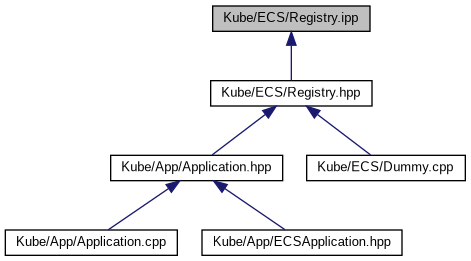 Kube/ECS/Registry.ipp
Kube/ECS/Registry.hpp
Kube/App/Application.hpp
Kube/ECS/Dummy.cpp
Kube/App/Application.cpp
Kube/App/ECSApplication.hpp